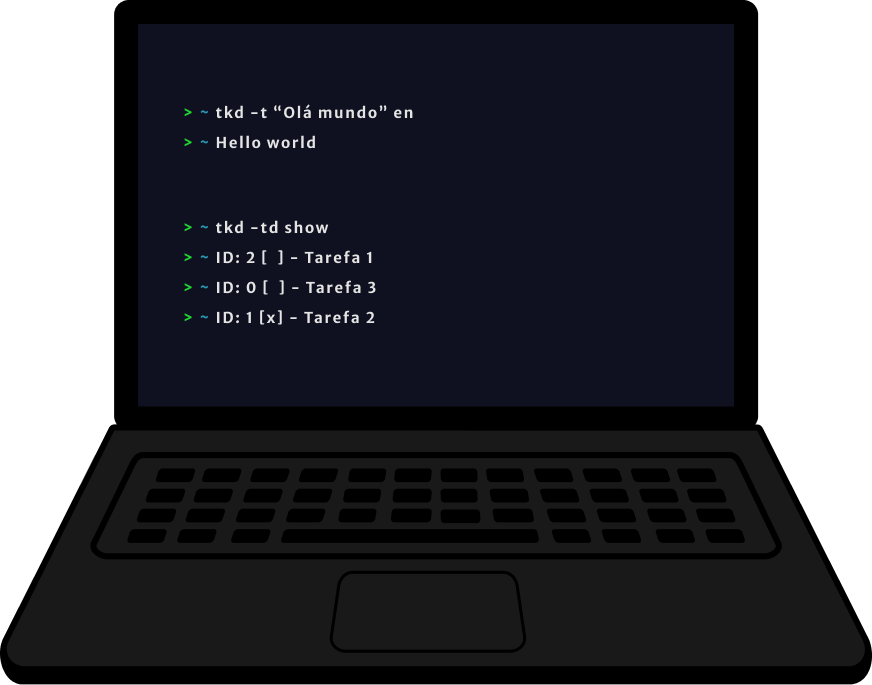 > ~ tkd -t “Olá mundo” en
> ~ Hello world
> ~ tkd -td show
> ~ ID: 2 [  ] - Tarefa 1
> ~ ID: 0 [  ] - Tarefa 3
> ~ ID: 1 [x] - Tarefa 2